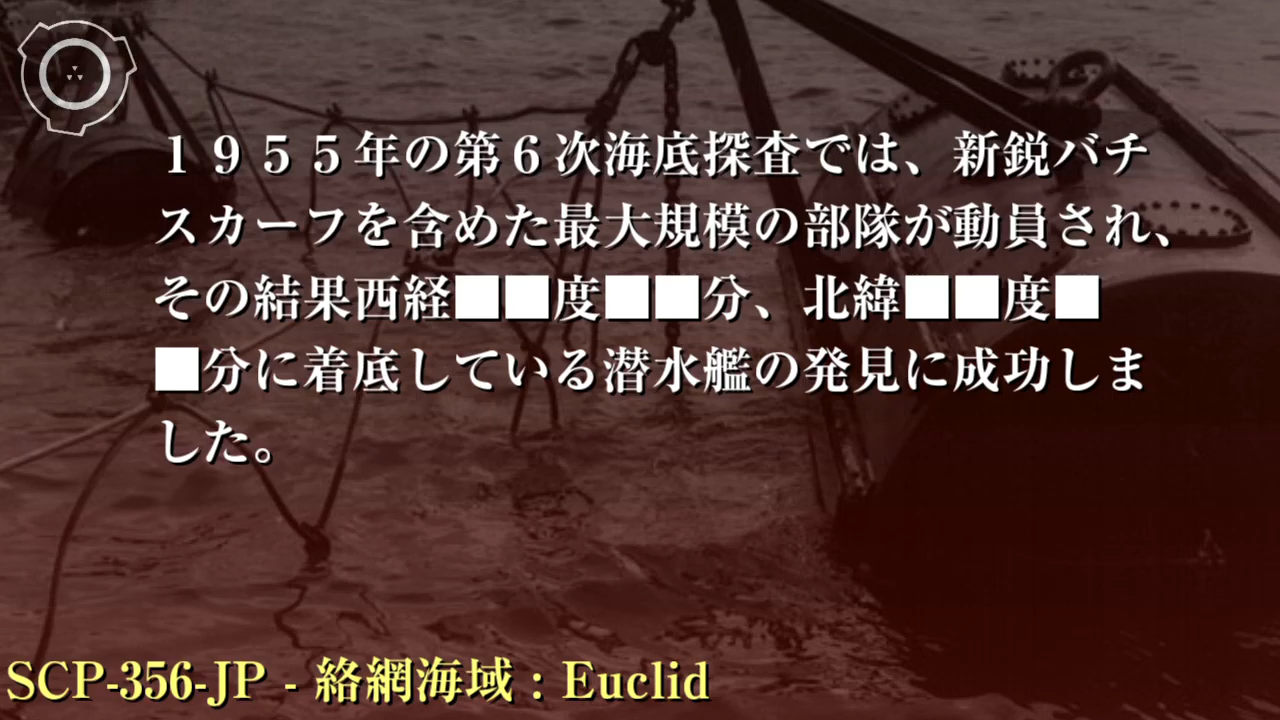 １９５５年の第６次海底探査では、新鋭バチ
スカーフを含めた最大規模の部隊が動員され、
その結果西経■■度■■分、北緯■■度■
■分に着底している潜水艦の発見に成功しま
した。
SCP-356-JP - 絡網海域：Euclid